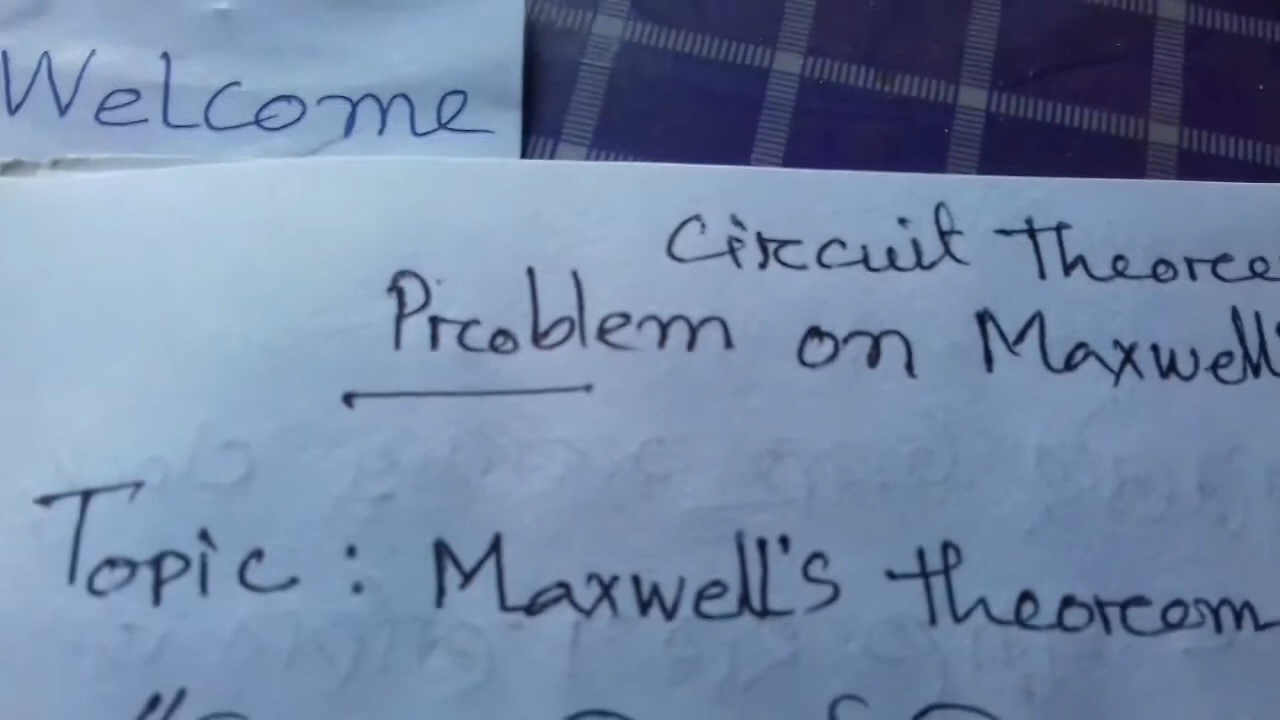 Welcome
Circuit Theore
Problem on Maxwell'
Topic : Maxwell's theorem